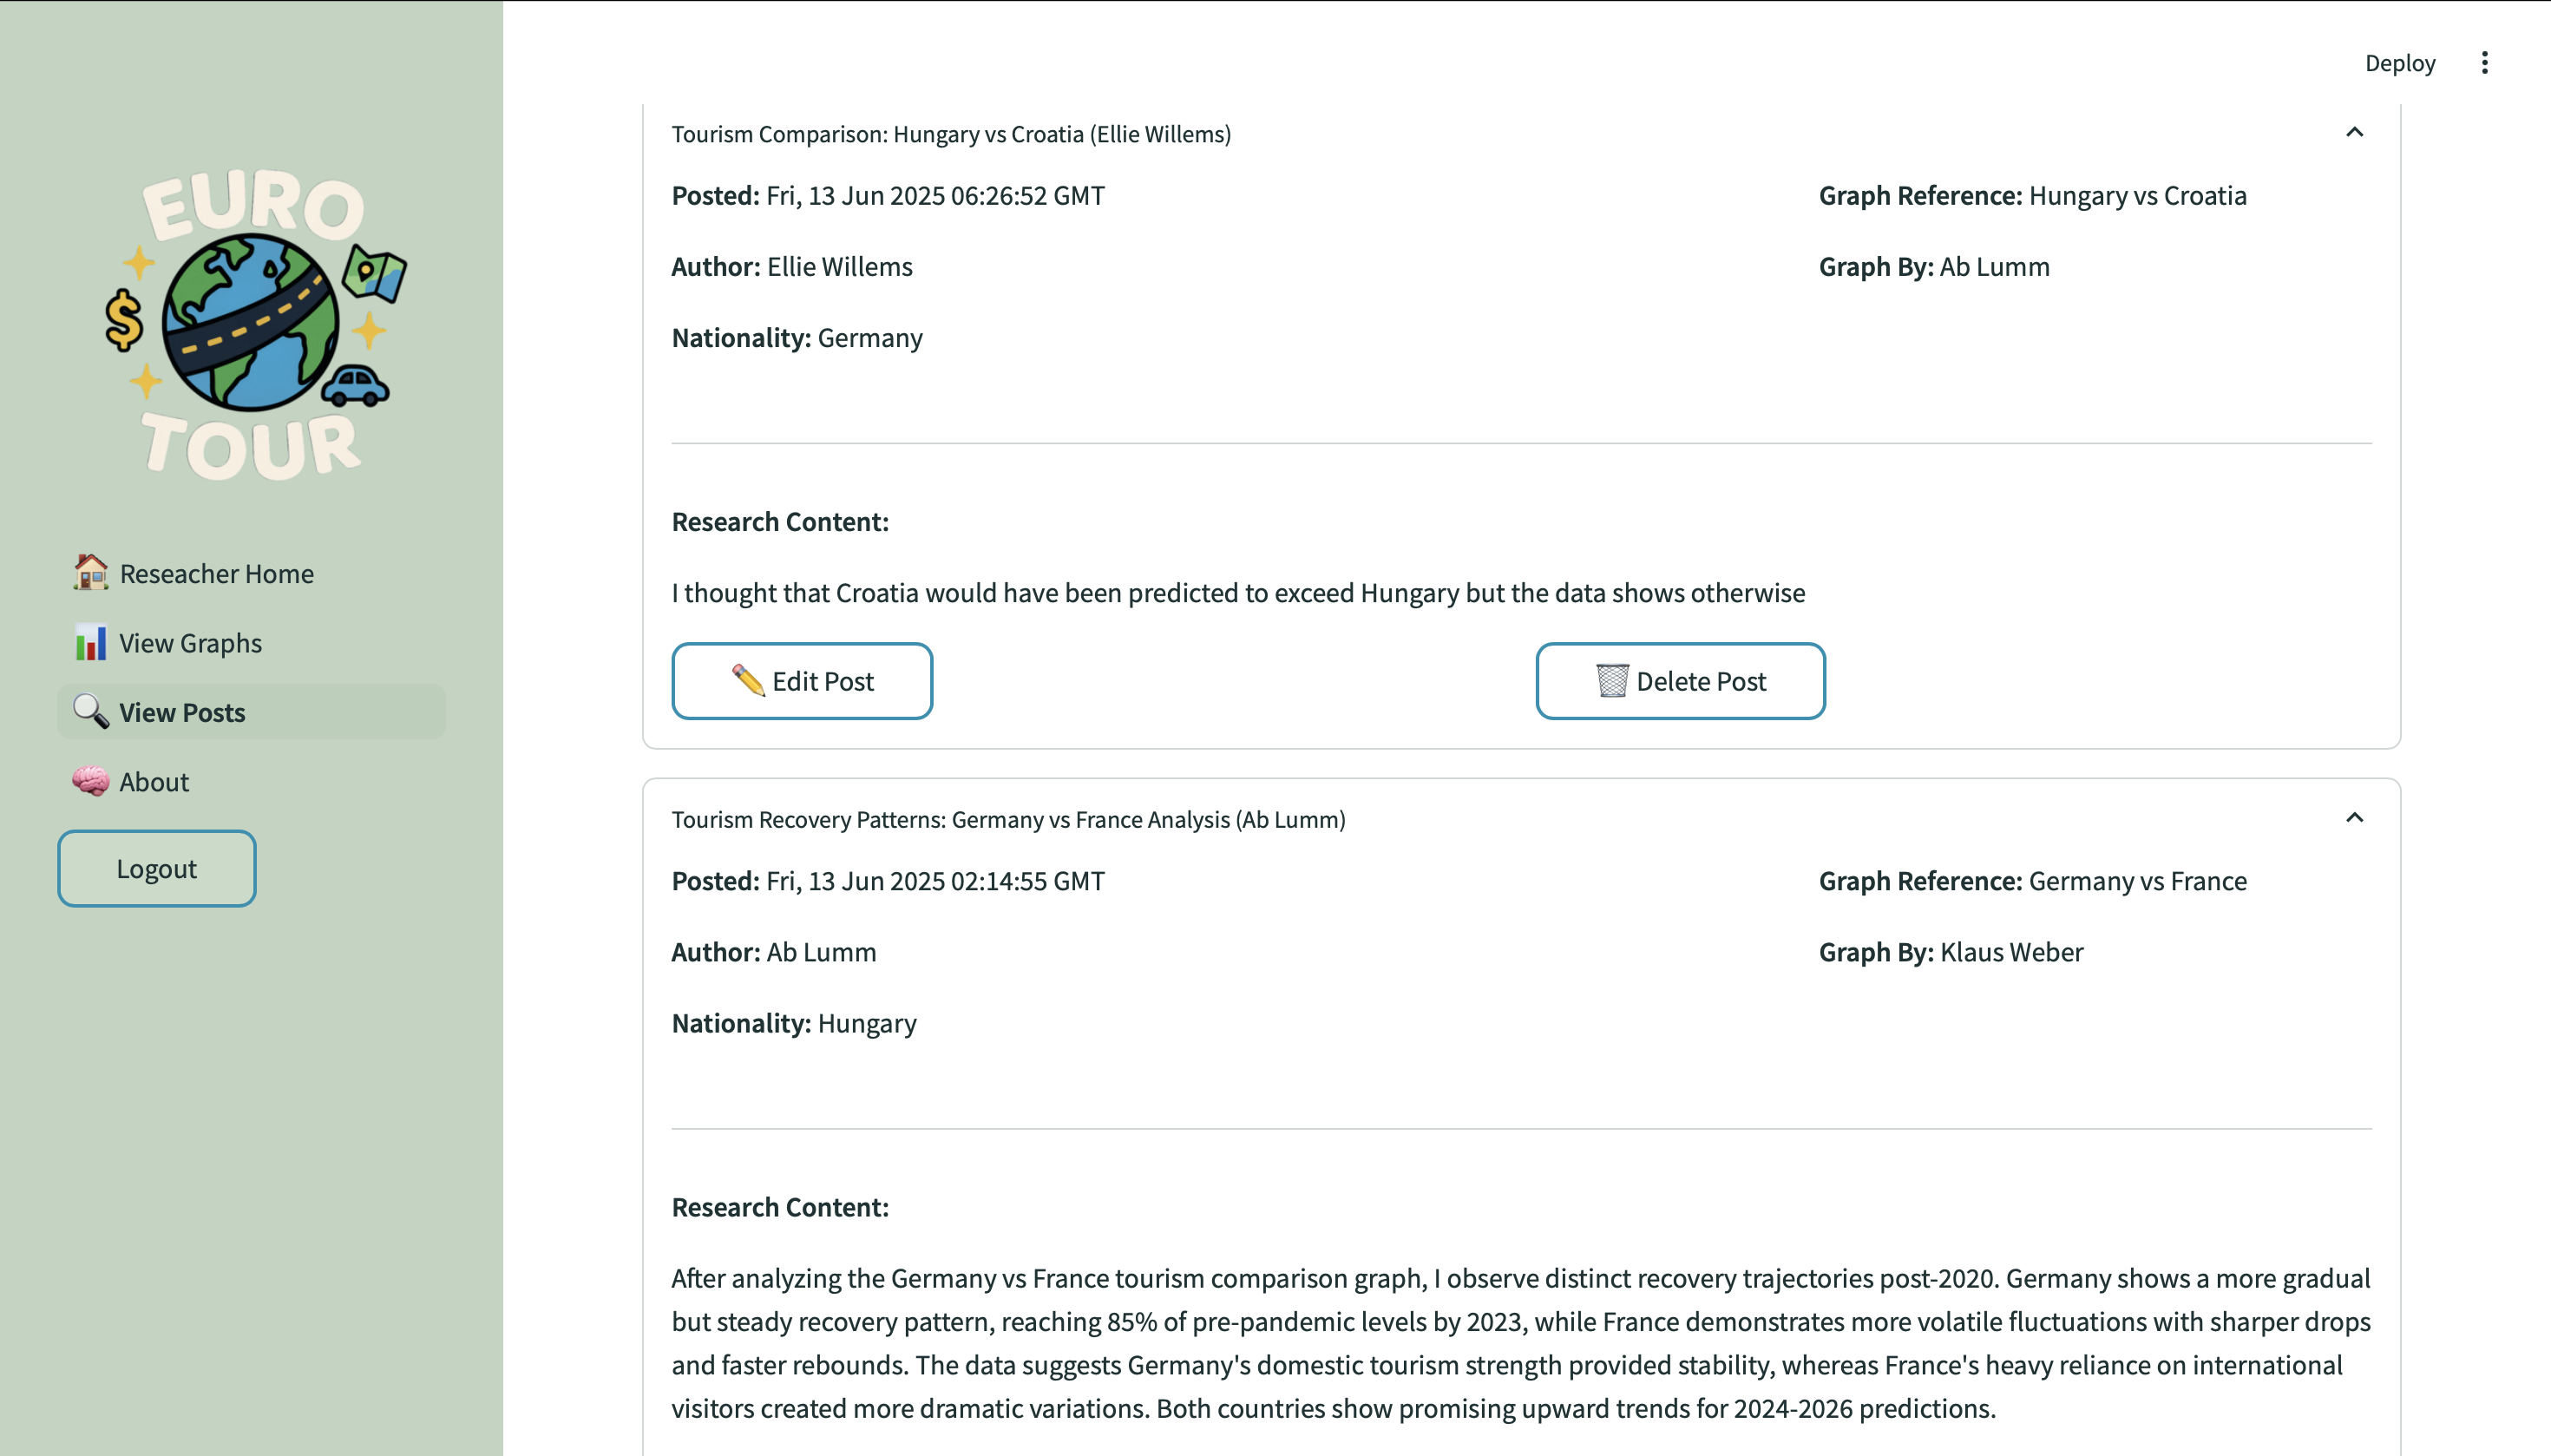 Deploy
EURO
TOUR
Reseacher Home
View Graphs
View Posts
About
Logout
Tourism Comparison: Hungary vs Croatia (Ellie Willems)
Posted: Fri, 13 Jun 2025 06:26:52 GMT
Author: Ellie Willems
Nationality: Germany
Graph Reference: Hungary vs Croatia
Graph By: Ab Lumm
Research Content:
I thought that Croatia would have been predicted to exceed Hungary but the data shows otherwise
Edit Post
Delete Post
Tourism Recovery Patterns: Germany vs France Analysis (Ab Lumm)
Posted: Fri, 13 Jun 2025 02:14:55 GMT
Author: Ab Lumm
Nationality: Hungary
Graph Reference: Germany vs France
Graph By: Klaus Weber
Research Content:
After analyzing the Germany vs France tourism comparison graph, I observe distinct recovery trajectories post-2020. Germany shows a more gradual
but steady recovery pattern, reaching 85% of pre-pandemic levels by 2023, while France demonstrates more volatile fluctuations with sharper drops
and faster rebounds. The data suggests Germany's domestic tourism strength provided stability, whereas France's heavy reliance on international
visitors created more dramatic variations. Both countries show promising upward trends for 2024-2026 predictions.